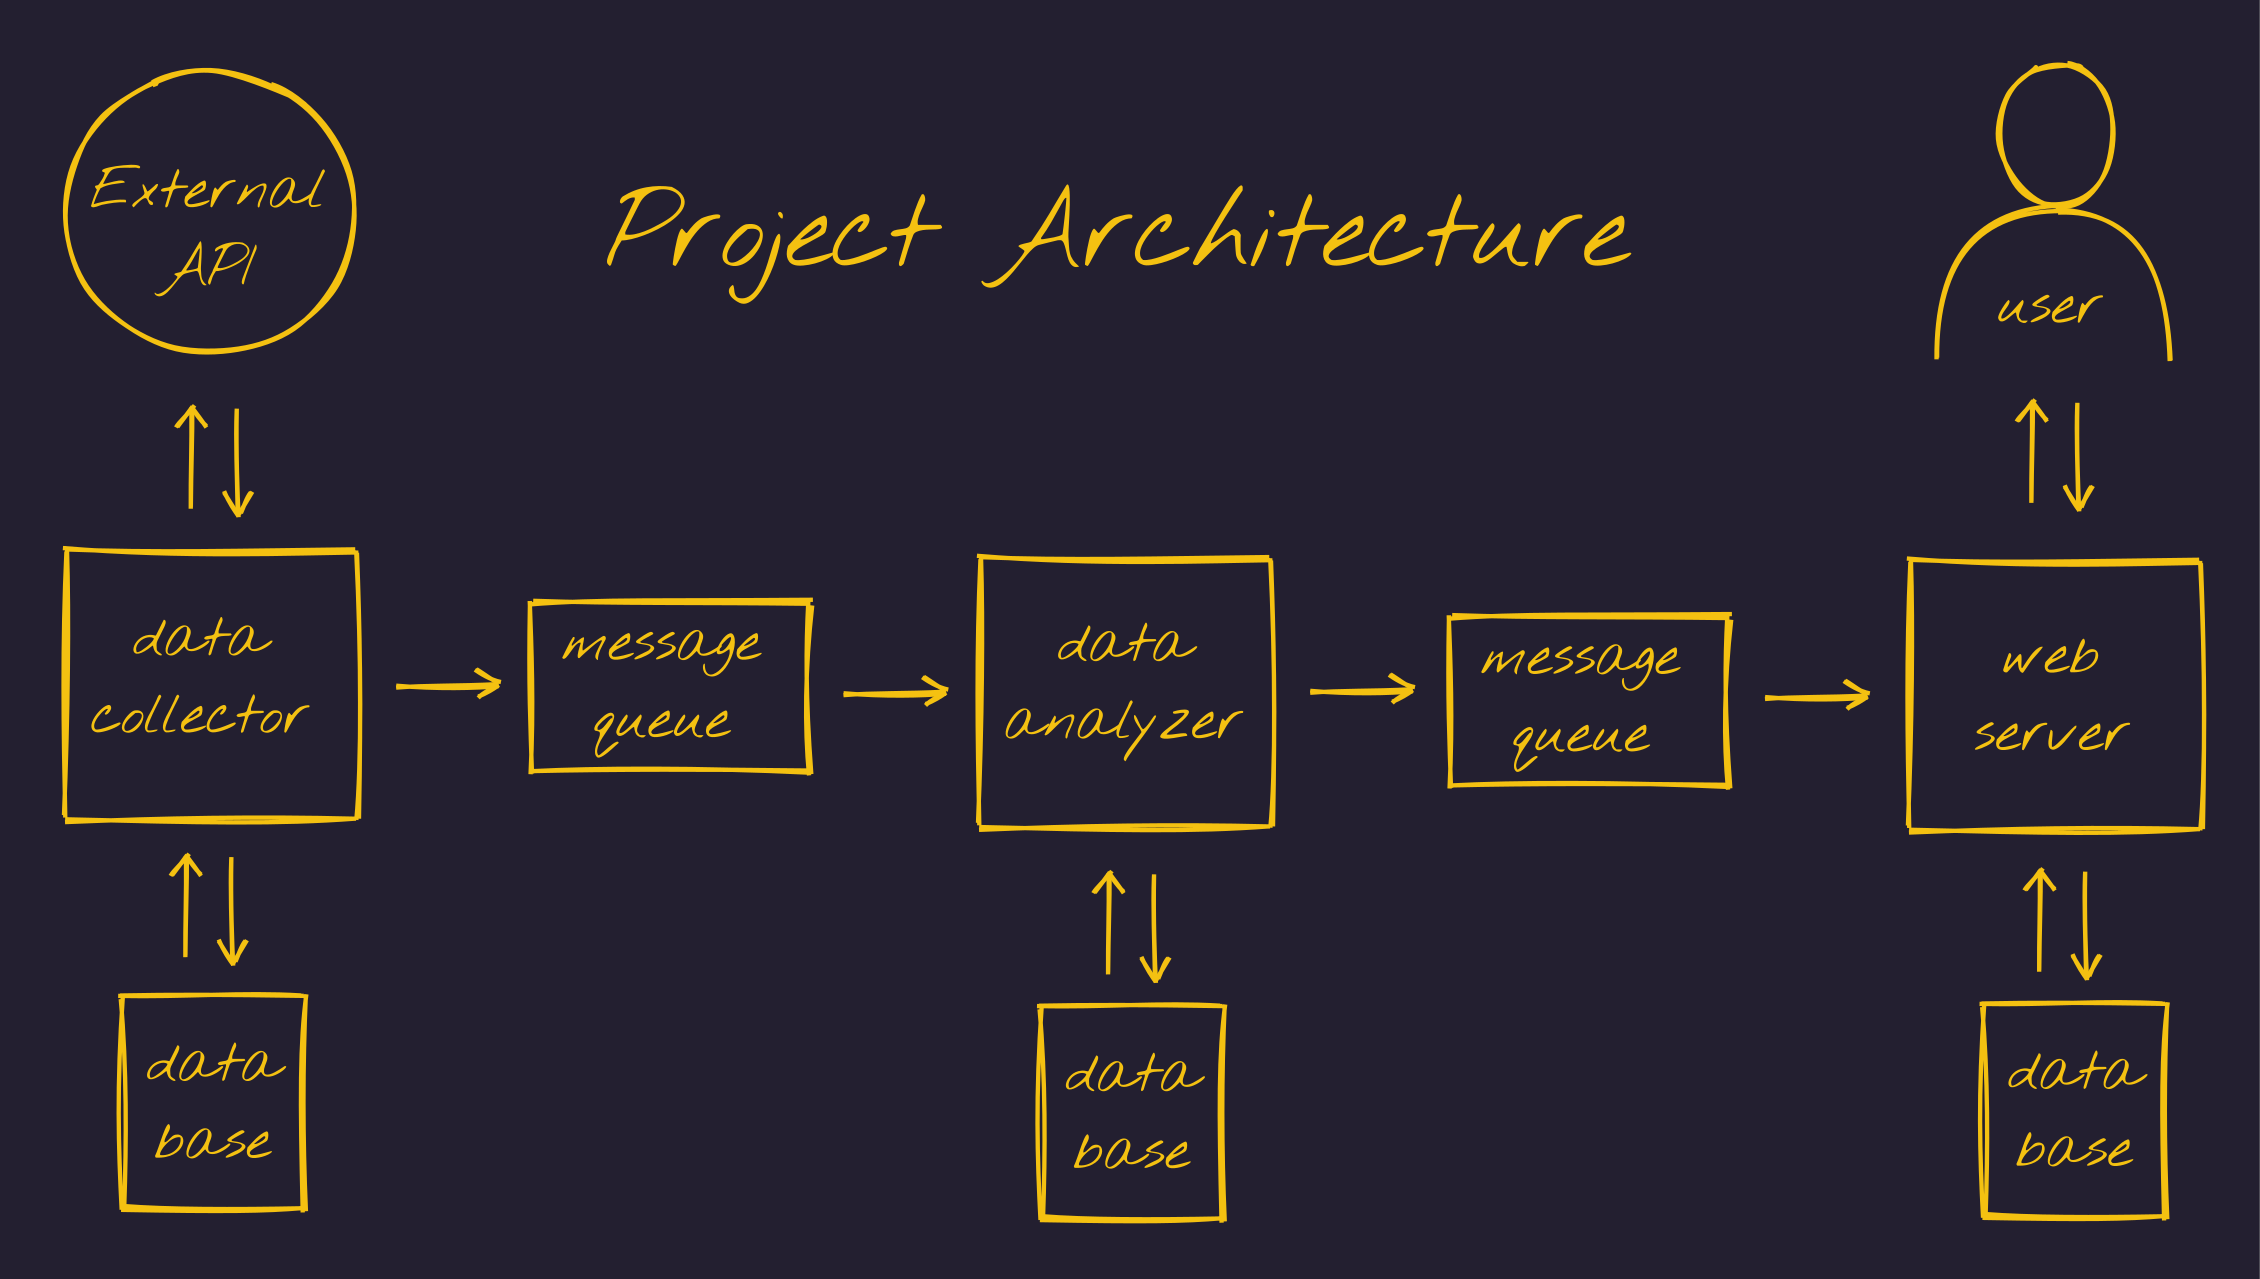 External
API
Project Architecture
user
data
collector
message
queue
data
analyzer
message
queue
web
server
data
base
data
base
data
base